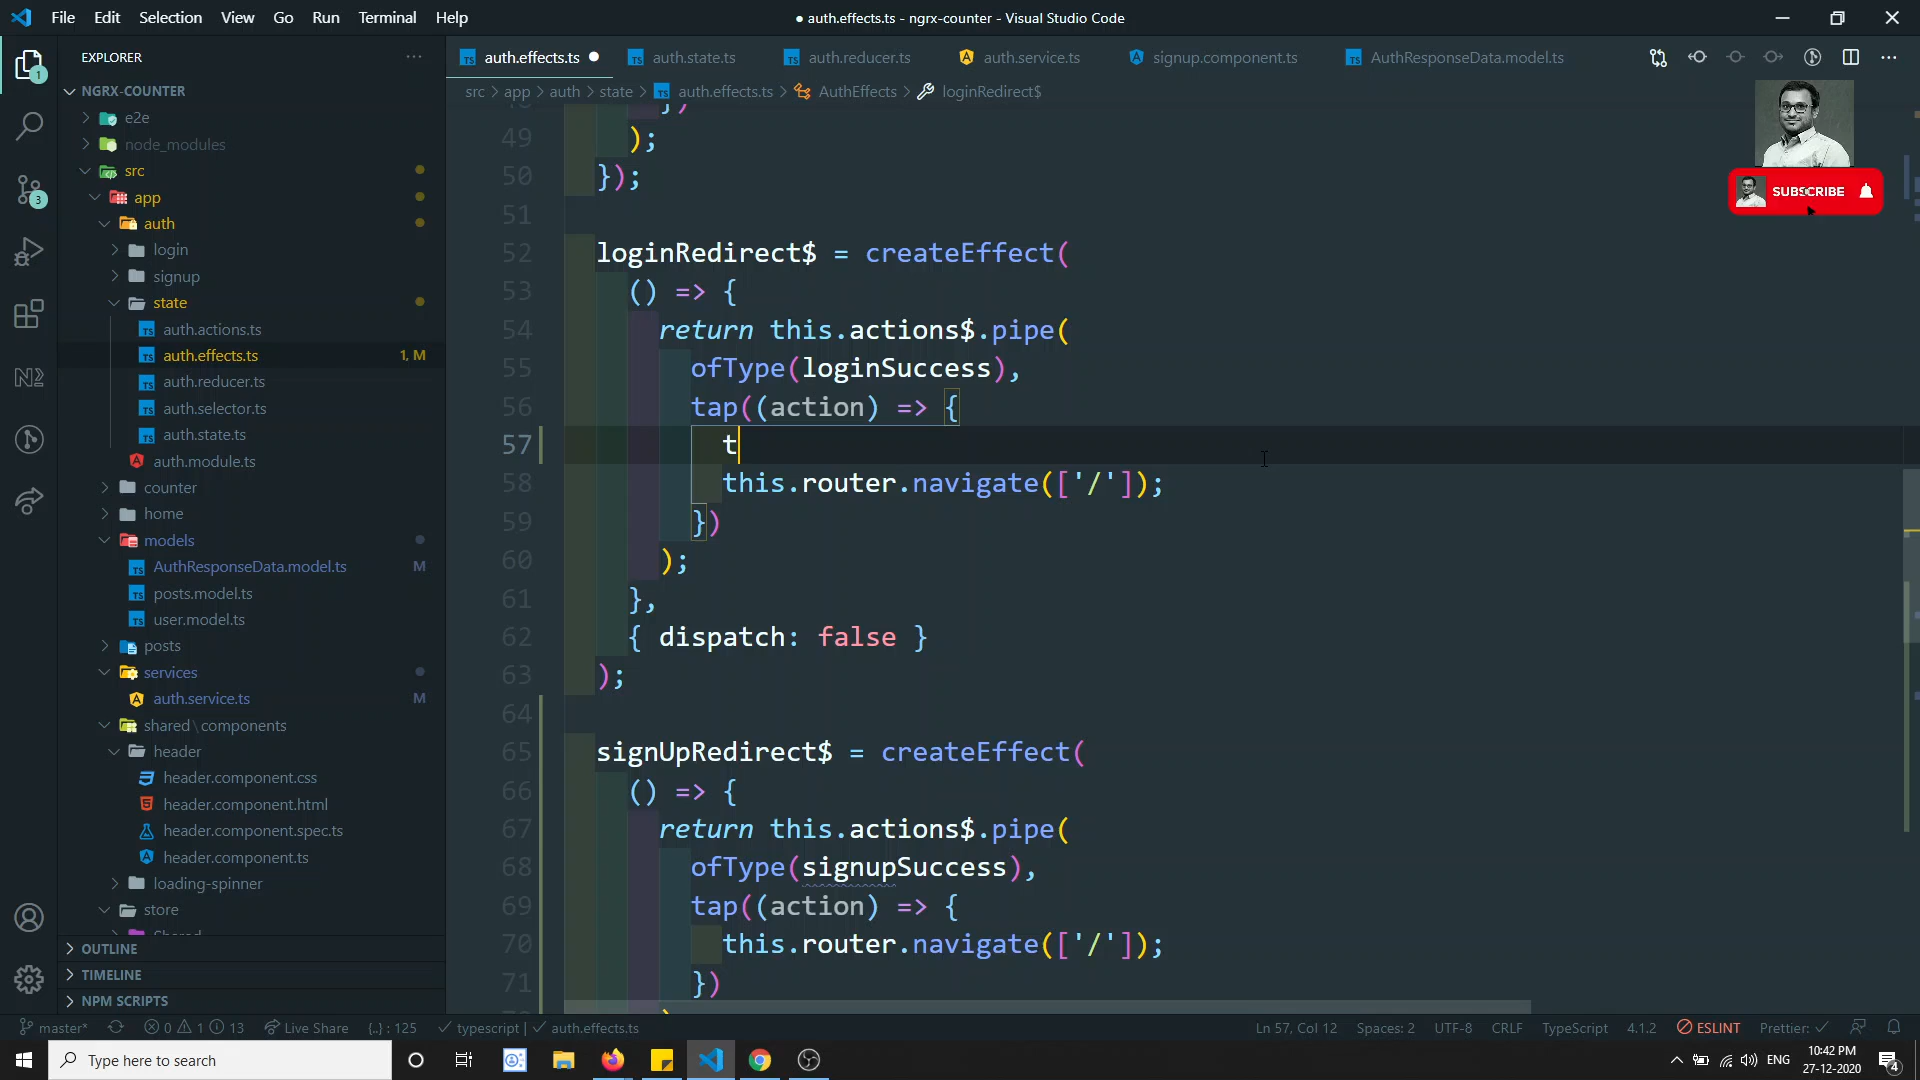 File Edit Selection View Go Run Terminal Help
● auth.effects.ts - ngrx-counter - Visual Studio Code
EXPLORER
auth.effects.ts
auth.state.ts
auth.reducer.ts
auth.service.ts
signup.component.ts
AuthResponseData.model.ts
src > app > auth > state > auth.effects.ts > AuthEffects > loginRedirect$
NGRX-COUNTER
e2e
node_modules
src
app
auth
login
signup
state
auth.actions.ts
auth.effects.ts 1, M
auth.reducer.ts
auth.selector.ts
auth.state.ts
auth.module.ts
counter
home
models
AuthResponseData.model.ts M
posts.model.ts
user.model.ts
posts
services
auth.service.ts M
shared\components
header
header.component.css
header.component.html
header.component.spec.ts
header.component.ts
loading-spinner
store
OUTLINE
TIMELINE
NPM SCRIPTS
1
3
49 );
50 });
51
52 loginRedirect$ = createEffect(
53 () => {
54 return this.actions$.pipe(
55 ofType(loginSuccess),
56 tap((action) => {
57 t
58 this.router.navigate(['/']);
59 })
60 );
61 },
62 { dispatch: false }
63 );
64
65 signUpRedirect$ = createEffect(
66 () => {
67 return this.actions$.pipe(
68 ofType(signupSuccess),
69 tap((action) => {
70 this.router.navigate(['/']);
71 })
SUBSCRIBE
master* 0 1 13 Live Share {..} : 125 typescript | auth.effects.ts
Ln 57, Col 12 Spaces: 2 UTF-8 CRLF TypeScript 4.1.2 ESLINT Prettier: ✓
Type here to search
ENG
10:42 PM
27-12-2020
4